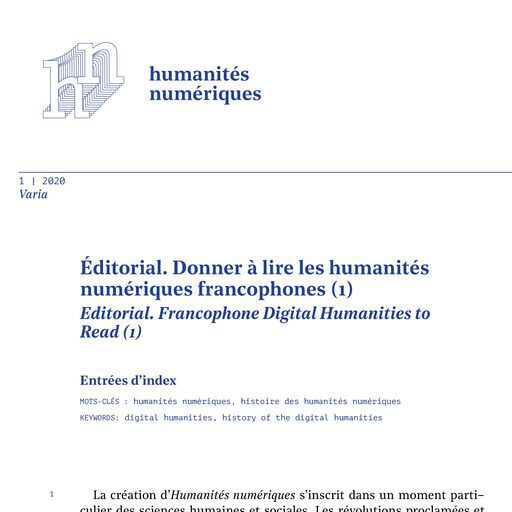 hn
humanités
numériques
1 | 2020
Varia
Éditorial. Donner à lire les humanités
numériques francophones (1)
Editorial. Francophone Digital Humanities to
Read (1)
Entrées d’index
MOTS-CLÉS : humanités numériques, histoire des humanités numériques
KEYWORDS: digital humanities, history of the digital humanities
1 La création d’Humanités numériques s’inscrit dans un moment parti-
culier des sciences humaines et sociales. Les révolutions proclamées et